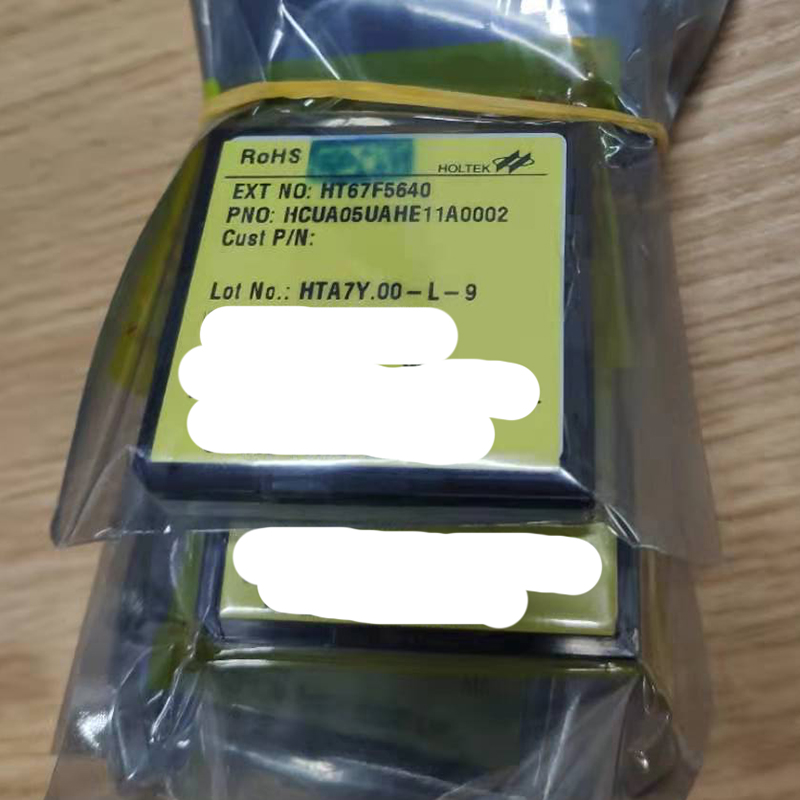 RoHS
HOLTEK
EXT NO: HT67F5640
PNO: HCUA05UAHE11A0002
Cust P/N:
Lot No.: HTA7Y.00-L-9